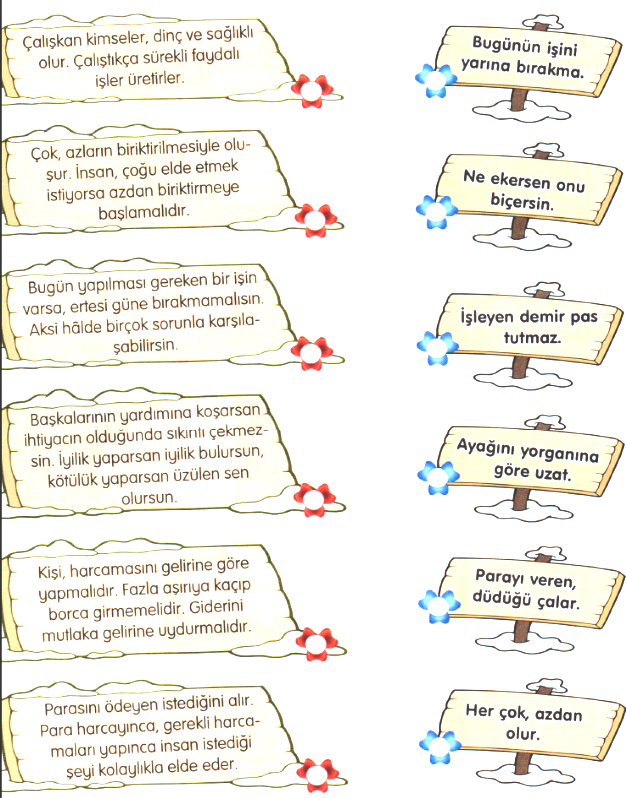 Çalışkan kimseler, dinç ve sağlıklı
olur. Çalıştıkça sürekli faydalı
işler üretirler.
Bugünün işini
yarına bırakma.
Çok, azların biriktirilmesiyle olu-
şur. İnsan, çoğu elde etmek
istiyorsa azdan biriktirmeye
başlamalıdır.
Ne ekersen onu
biçersin.
Bugün yapılması gereken bir işin
varsa, ertesi güne bırakmamalısın.
Aksi hâlde birçok sorunla karşıla-
şabilirsin.
İşleyen demir pas
tutmaz.
Başkalarının yardımına koşarsan
ihtiyacın olduğunda sıkıntı çekmez-
sin. İyilik yaparsan iyilik bulursun,
kötülük yaparsan üzülen sen
olursun.
Ayağını yorganına
göre uzat.
Kişi, harcamasını gelirine göre
yapmalıdır. Fazla aşırıya kaçıp
borca girmemelidir. Giderini
mutlaka gelirine uydurmalıdır.
Parayı veren,
düdüğü çalar.
Parasını ödeyen istediğini alır.
Para harcayınca, gerekli harca-
maları yapınca insan istediği
şeyi kolaylıkla elde eder.
Her çok, azdan
olur.